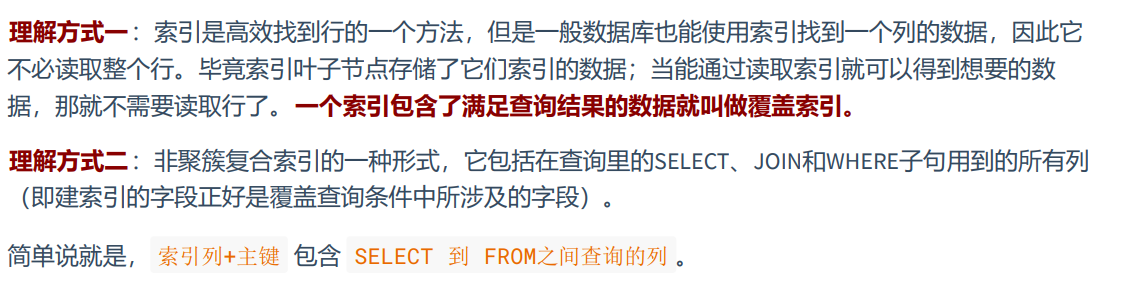 理解方式一：索引是高效找到行的一个方法，但是一般数据库也能使用索引找到一个列的数据，因此它
不必读取整个行。毕竟索引叶子节点存储了它们索引的数据；当能通过读取索引就可以得到想要的数
据，那就不需要读取行了。一个索引包含了满足查询结果的数据就叫做覆盖索引。
理解方式二：非聚簇复合索引的一种形式，它包括在查询里的SELECT、JOIN和WHERE子句用到的所有列
（即建索引的字段正好是覆盖查询条件中所涉及的字段）。
简单说就是，索引列+主键 包含 SELECT 到 FROM之间查询的列。